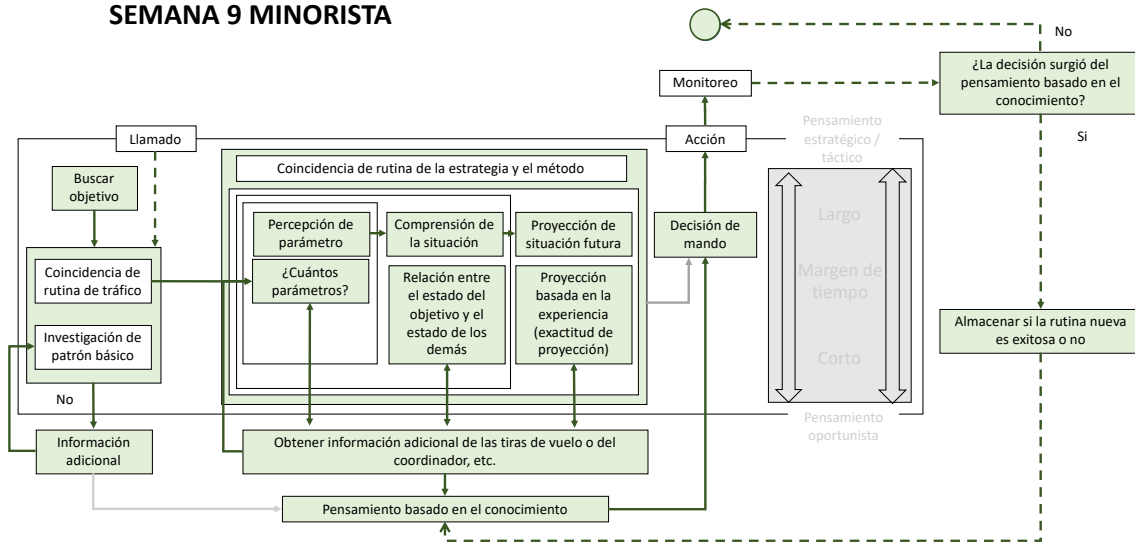 SEMANA 9 MINORISTA
No
¿La decisión surgió del
pensamiento basado en el
conocimiento?
Si
Monitoreo
Llamado
Acción
Pensamiento
estratégico /
táctico
Buscar
objetivo
Coincidencia de rutina de la estrategia y el método
Percepción de
parámetro
Comprensión de
la situación
Proyección de
situación futura
Decisión de
mando
Largo
Margen de
tiempo
Corto
Coincidencia de
rutina de tráfico
¿Cuántos
parámetros?
Relación entre
el estado del
objetivo y el
estado de los
demás
Proyección
basada en la
experiencia
(exactitud de
proyección)
Almacenar si la rutina nueva
es exitosa o no
Investigación de
patrón básico
No
Pensamiento
oportunista
Información
adicional
Obtener información adicional de las tiras de vuelo o del
coordinador, etc.
Pensamiento basado en el conocimiento